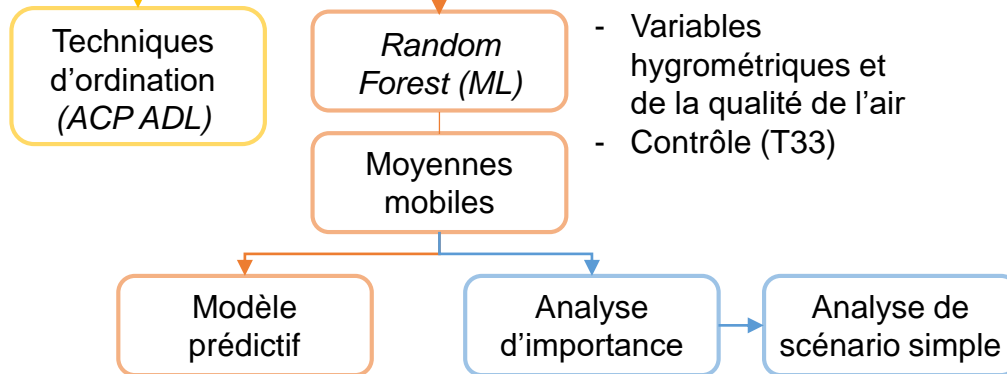 Techniques
d’ordination
(ACP ADL)
Random
Forest (ML)
- Variables
hygrométriques et
de la qualité de l’air
- Contrôle (T33)
Moyennes
mobiles
Modèle
prédictif
Analyse
d’importance
Analyse de
scénario simple